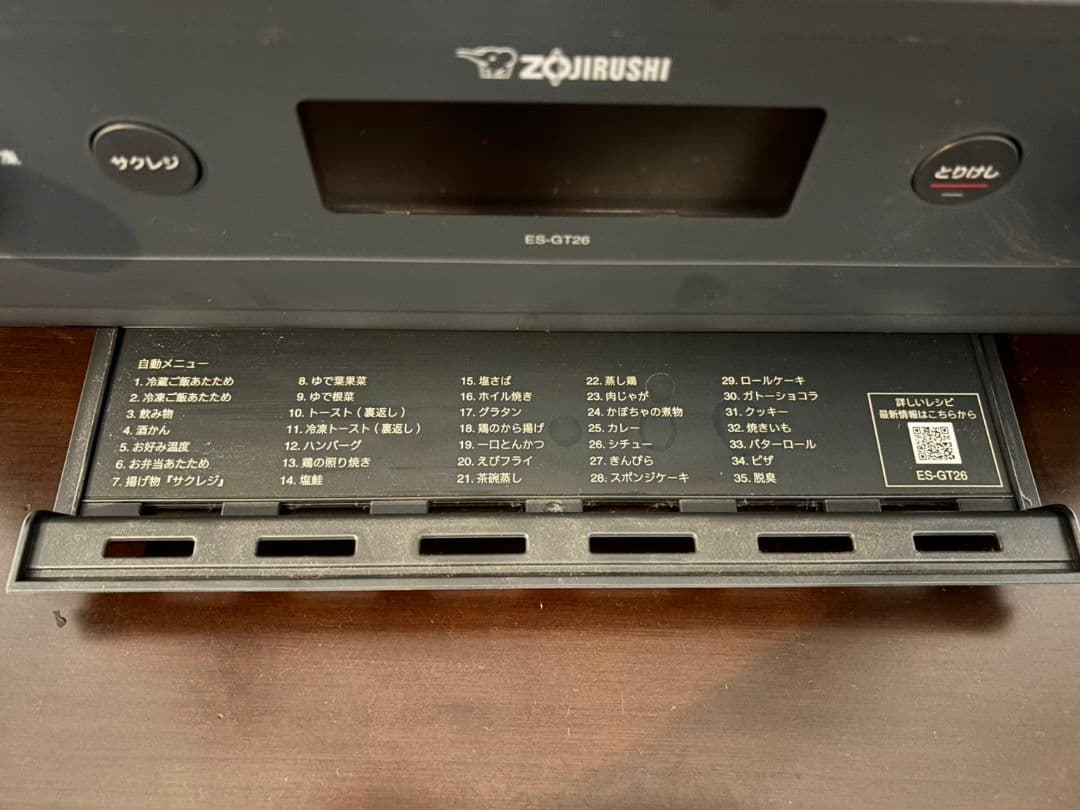 ZOJIRUSHI
サクレジ
とりけし
ES-GT26
自動メニュー
1. 冷蔵ご飯あたため
2. 冷凍ご飯あたため
3. 飲み物
4. 酒かん
5. お好み温度
6. お弁当あたため
7. 揚げ物『サクレジ』
8. ゆで葉果菜
9. ゆで根菜
10. トースト(裏返し)
11. 冷凍トースト(裏返し)
12. ハンバーグ
13. 鶏の照り焼き
14. 塩鮭
15. 塩さば
16. ホイル焼き
17. グラタン
18. 鶏のから揚げ
19. 一口とんかつ
20. えびフライ
21. 茶碗蒸し
22. 蒸し鶏
23. 肉じゃが
24. かぼちゃの煮物
25. カレー
26. シチュー
27. きんぴら
28. スポンジケーキ
29. ロールケーキ
30. ガトーショコラ
31. クッキー
32. 焼きいも
33. バターロール
34. ピザ
35. 脱臭
詳しいレシピ
最新情報はこちらから
ES-GT26